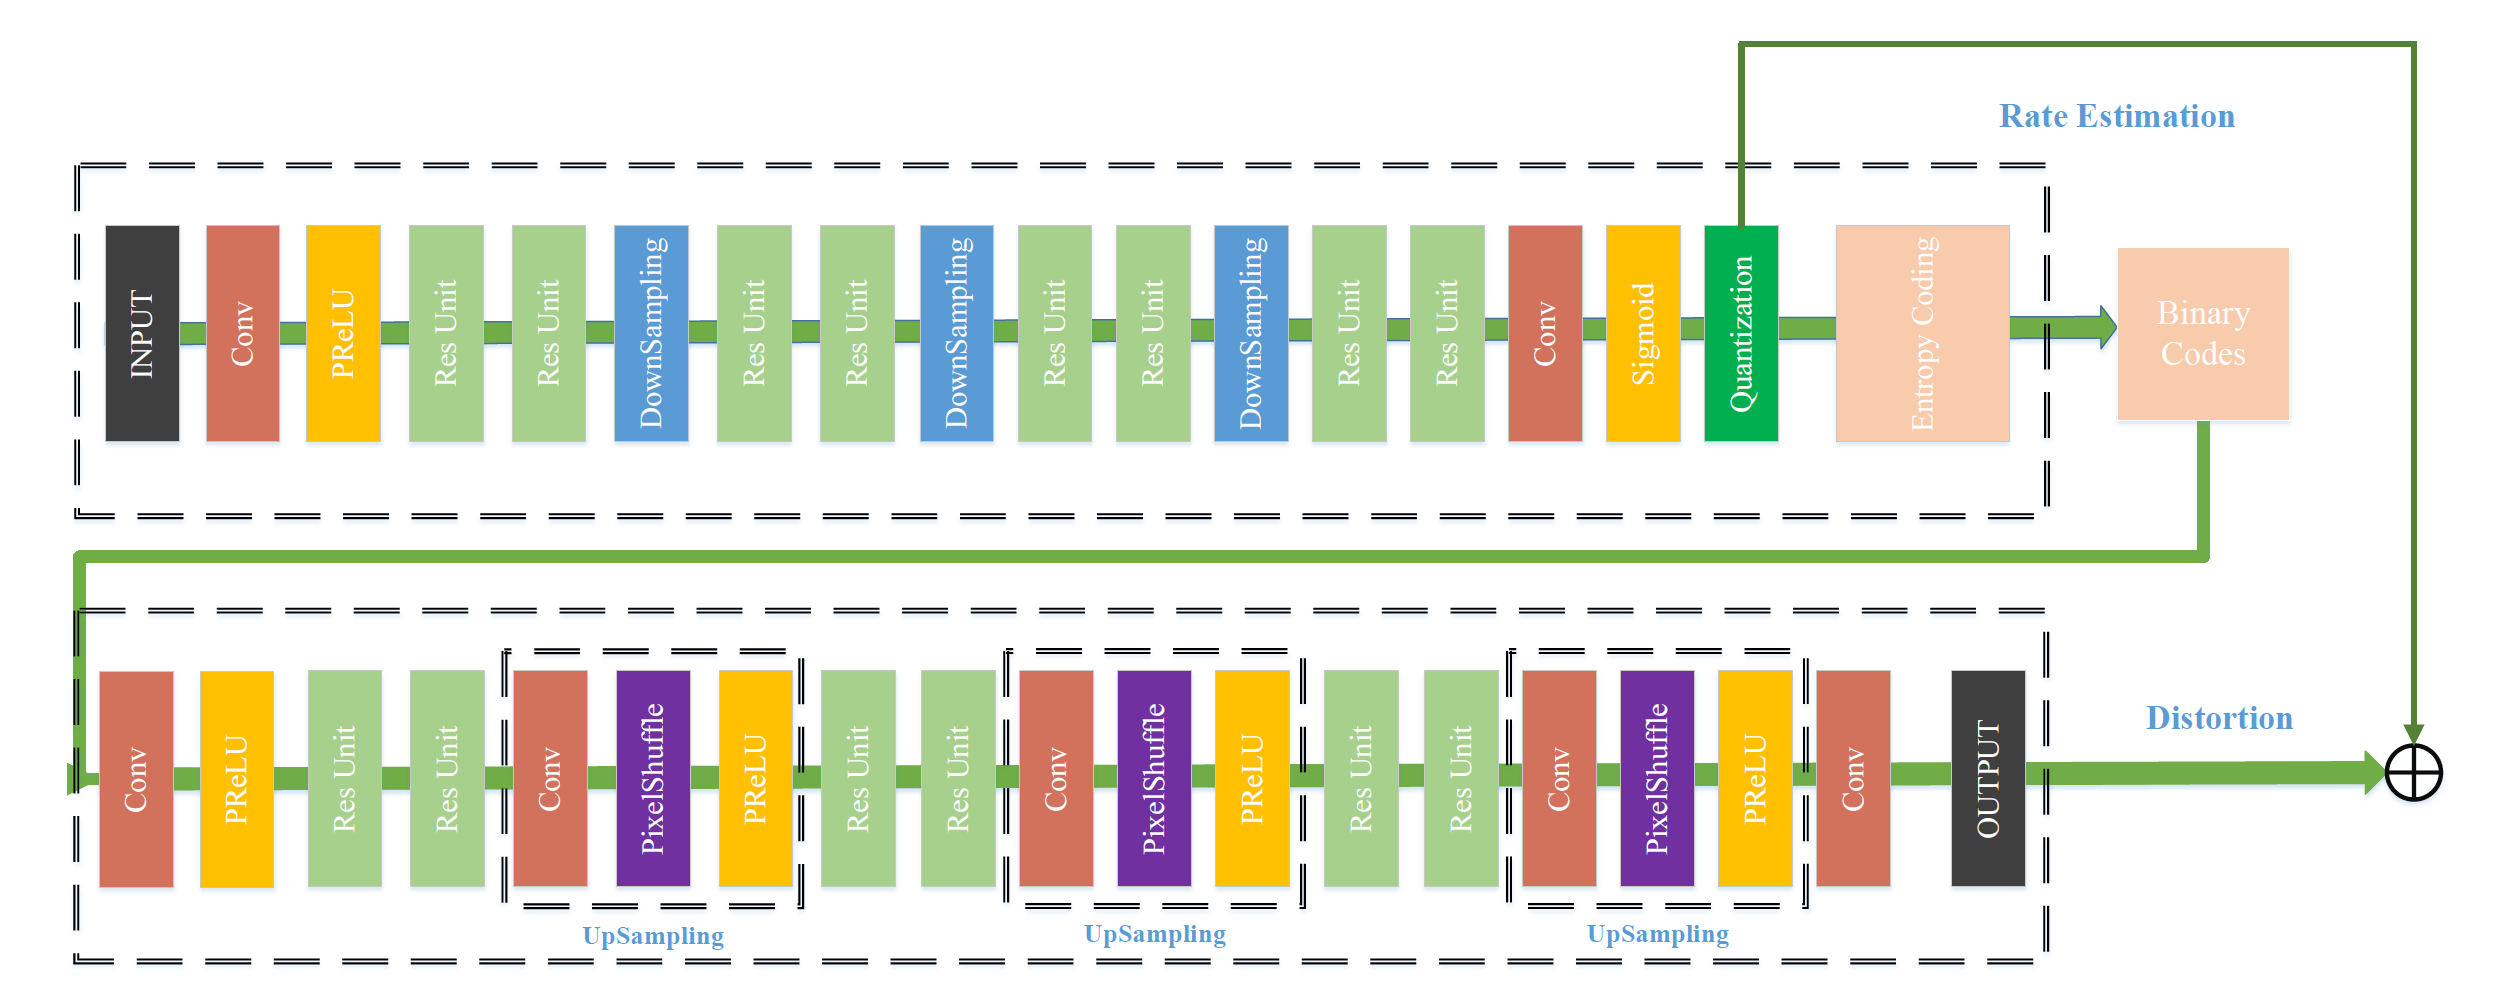 Rate Estimation
INPUT
Conv
PReLU
Res Unit
Res Unit
DownSampling
Res Unit
Res Unit
DownSampling
Res Unit
Res Unit
DownSampling
Res Unit
Res Unit
Conv
Sigmoid
Quantization
Entropy Coding
Binary
Codes
Conv
PReLU
Res Unit
Res Unit
Conv
PixelShuffle
PReLU
Res Unit
Res Unit
Conv
PixelShuffle
PReLU
Res Unit
Res Unit
Conv
PixelShuffle
PReLU
Conv
OUTPUT
Distortion
UpSampling
UpSampling
UpSampling